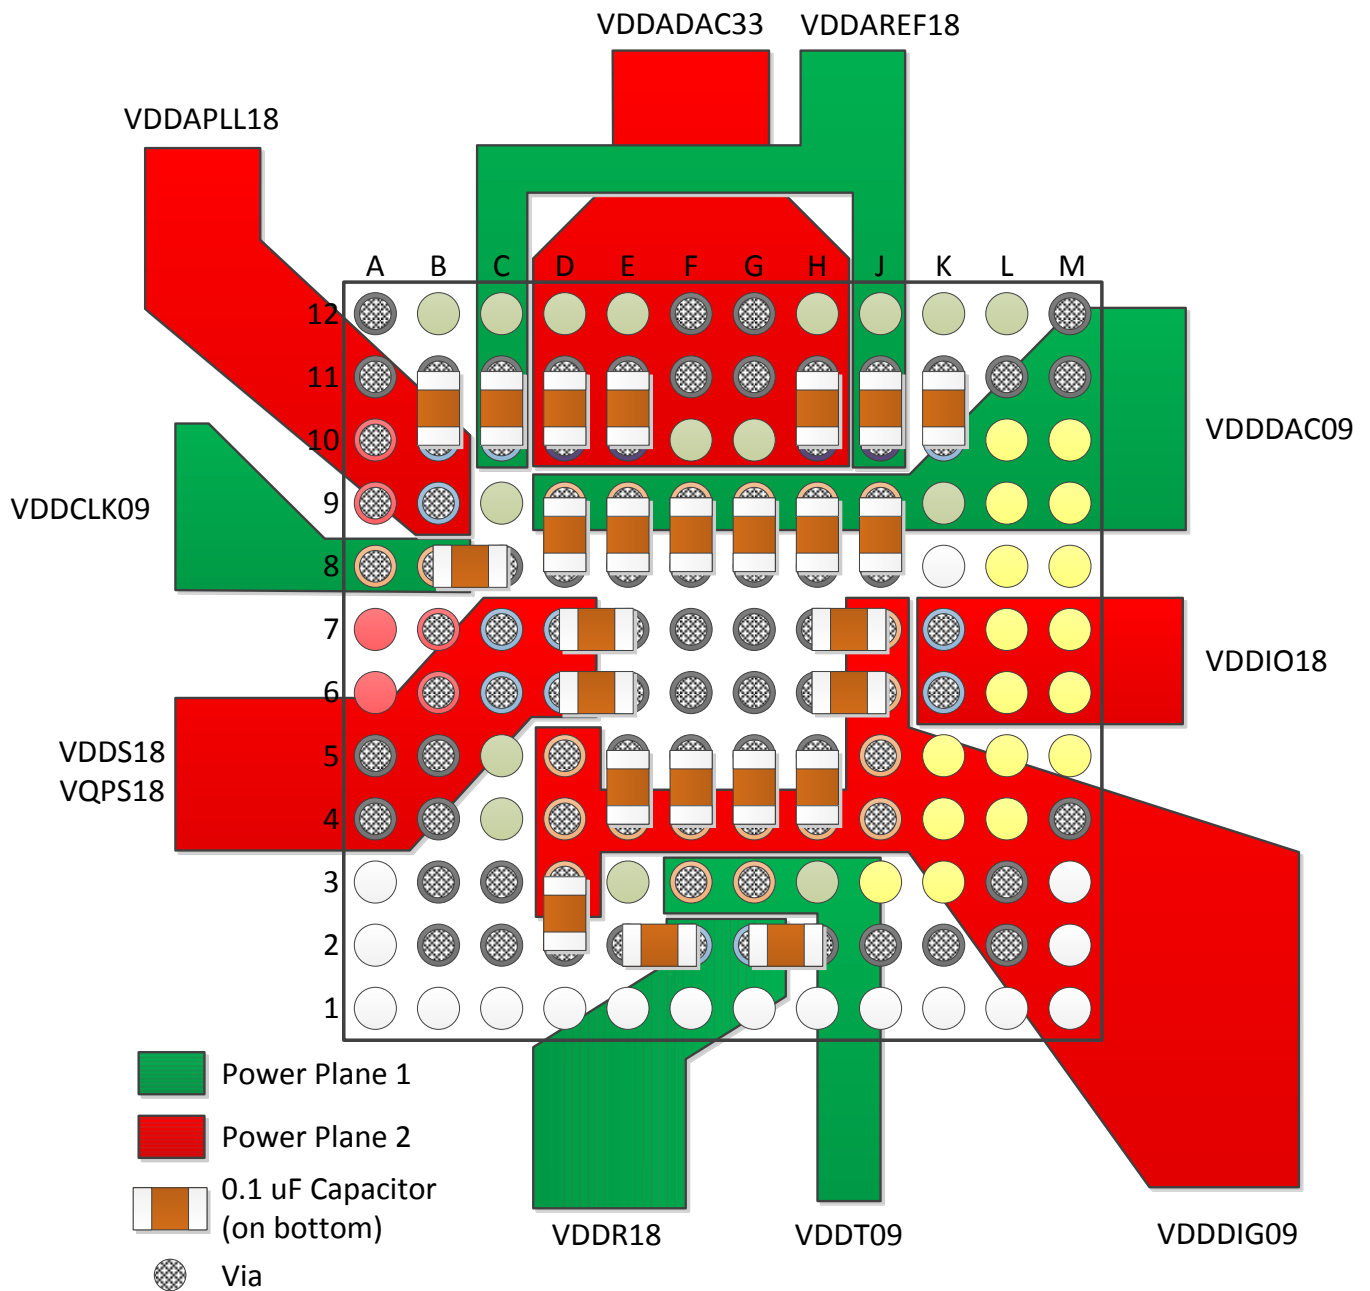 VDDADAC33
VDDAREF18
VDDAPLL18
A B C D E F G H J K L M
12
11
10
VDDDAC09
9
VDDCLK09
8
7
VDDIO18
6
VDDS18
5
VQPS18
4
3
2
1
Power Plane 1
Power Plane 2
0.1 uF Capacitor
(on bottom)
VDDR18
VDDT09
VDDDIG09
Via